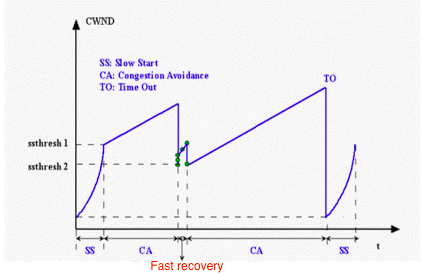 CWND
SS: Slow Start
CA: Congestion Avoidance
TO: Time Out
TO
ssthresh 1
ssthresh 2
SS
CA
CA
SS
t
Fast recovery